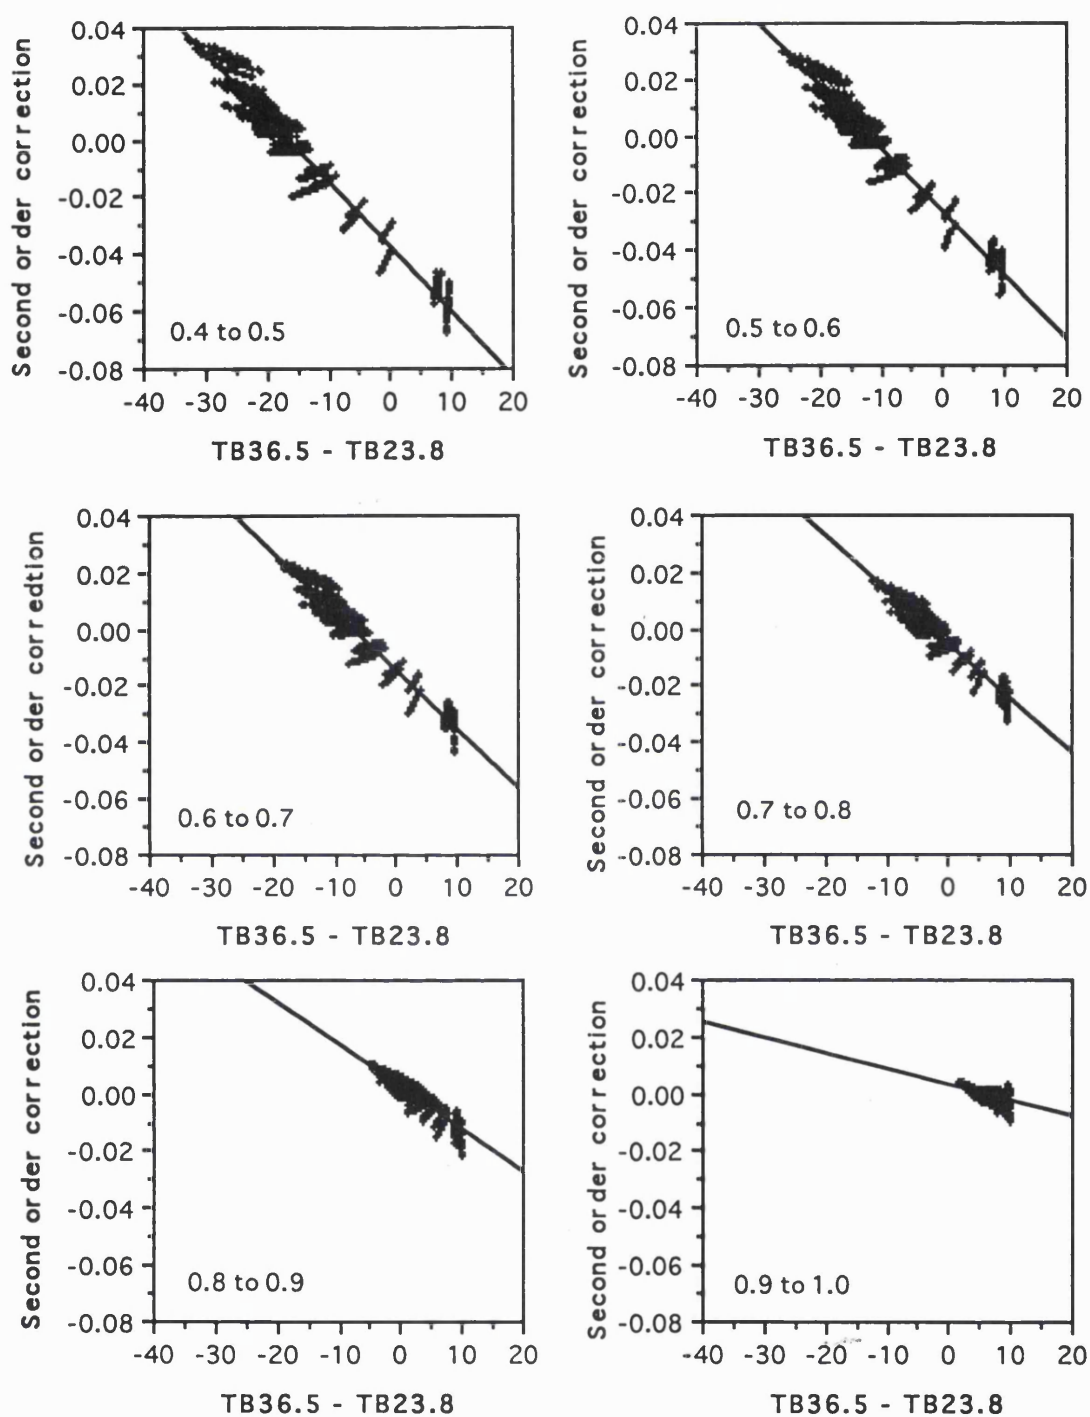 Second order correction
0.04
0.02
0.00
-0.02
-0.04
-0.06
-0.08
0.4 to 0.5
-40 -30 -20 -10 0 10 20
TB36.5 - TB23.8
Second order correction
0.04
0.02
0.00
-0.02
-0.04
-0.06
-0.08
0.5 to 0.6
-40 -30 -20 -10 0 10 20
TB36.5 - TB23.8
Second order corredtion
0.04
0.02
0.00
-0.02
-0.04
-0.06
-0.08
0.6 to 0.7
-40 -30 -20 -10 0 10 20
TB36.5 - TB23.8
Second order correction
0.04
0.02
0.00
-0.02
-0.04
-0.06
-0.08
0.7 to 0.8
-40 -30 -20 -10 0 10 20
TB36.5 - TB23.8
Second order correction
0.04
0.02
0.00
-0.02
-0.04
-0.06
-0.08
0.8 to 0.9
-40 -30 -20 -10 0 10 20
TB36.5 - TB23.8
Second order correction
0.04
0.02
0.00
-0.02
-0.04
-0.06
-0.08
0.9 to 1.0
-40 -30 -20 -10 0 10 20
TB36.5 - TB23.8